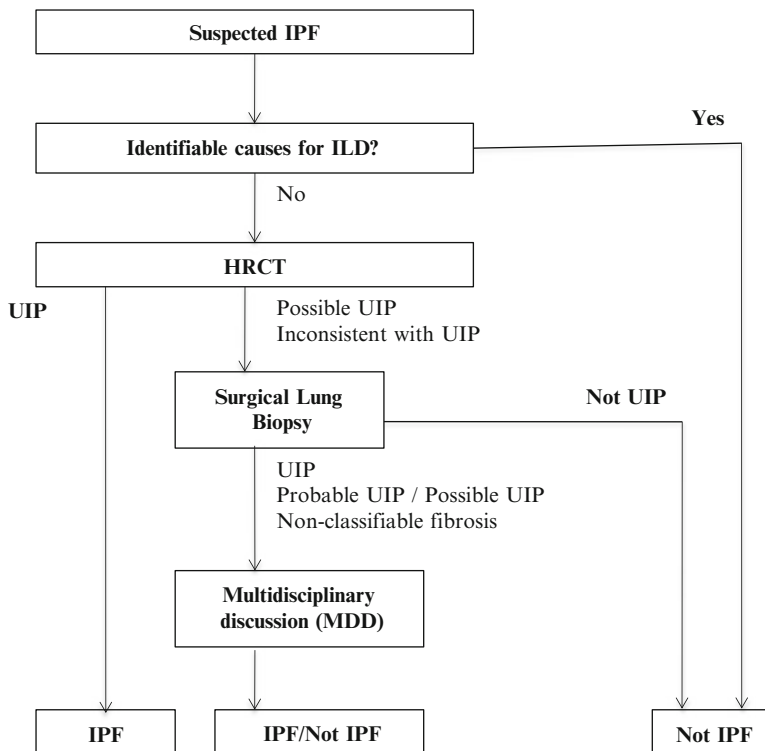 Suspected IPF
Yes
Identifiable causes for ILD?
No
HRCT
UIP
Possible UIP
Inconsistent with UIP
Surgical Lung
Biopsy
Not UIP
UIP
Probable UIP / Possible UIP
Non-classifiable fibrosis
Multidisciplinary
discussion (MDD)
IPF
IPF/Not IPF
Not IPF